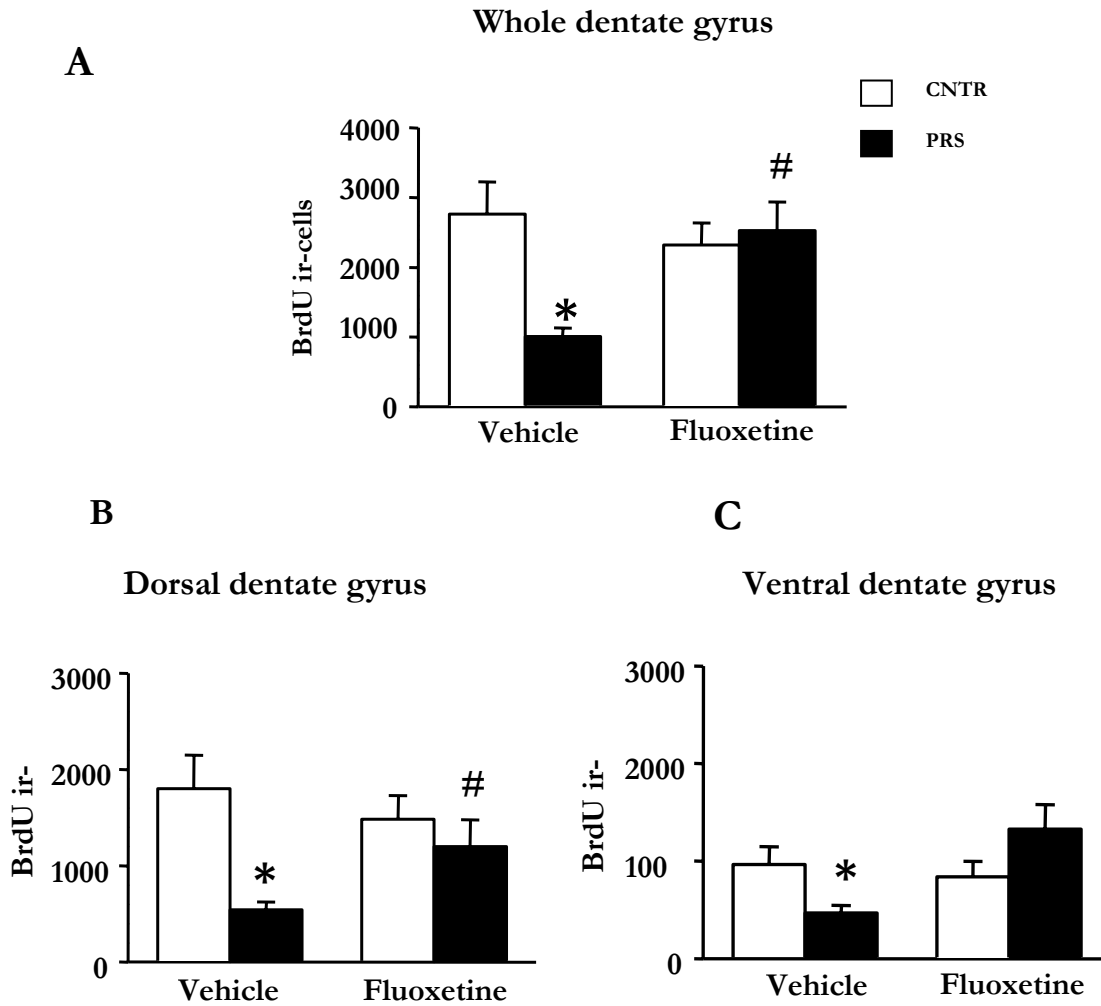 Whole dentate gyrus
A
CNTR
PRS
4000
3000
2000
1000
0
BrdU ir-cells
*
#
Vehicle
Fluoxetine
B
C
Dorsal dentate gyrus
Ventral dentate gyrus
3000
2000
1000
0
BrdU ir-
*
#
Vehicle
Fluoxetine
3000
2000
100
0
BrdU ir-
*
Vehicle
Fluoxetine